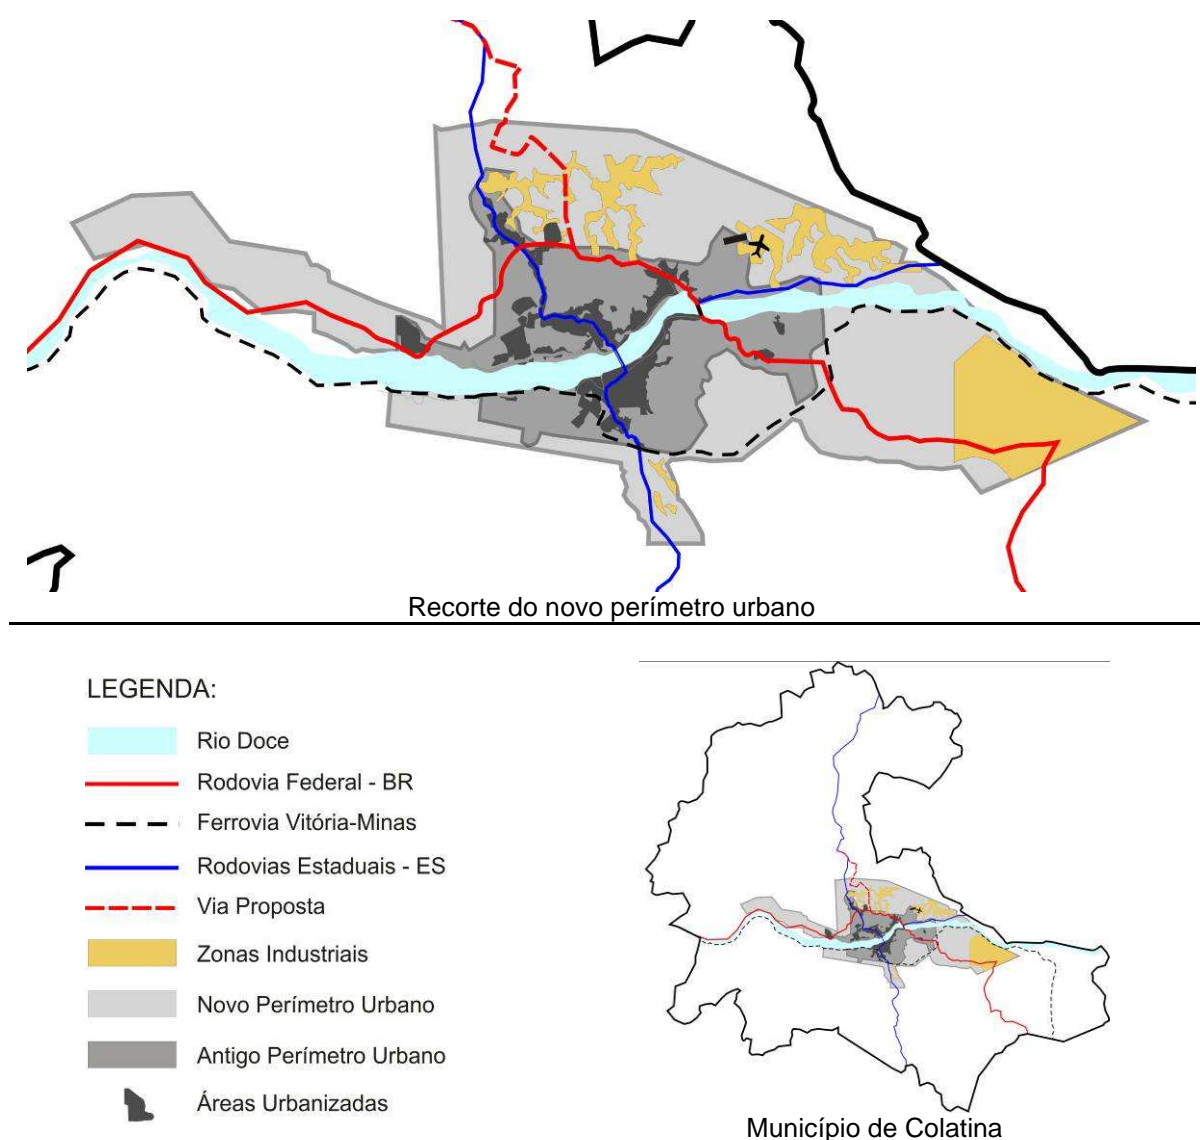 Recorte do novo perímetro urbano
LEGENDA:
Rio Doce
Rodovia Federal - BR
Ferrovia Vitória-Minas
Rodovias Estaduais - ES
Via Proposta
Zonas Industriais
Novo Perímetro Urbano
Antigo Perímetro Urbano
Áreas Urbanizadas
Município de Colatina